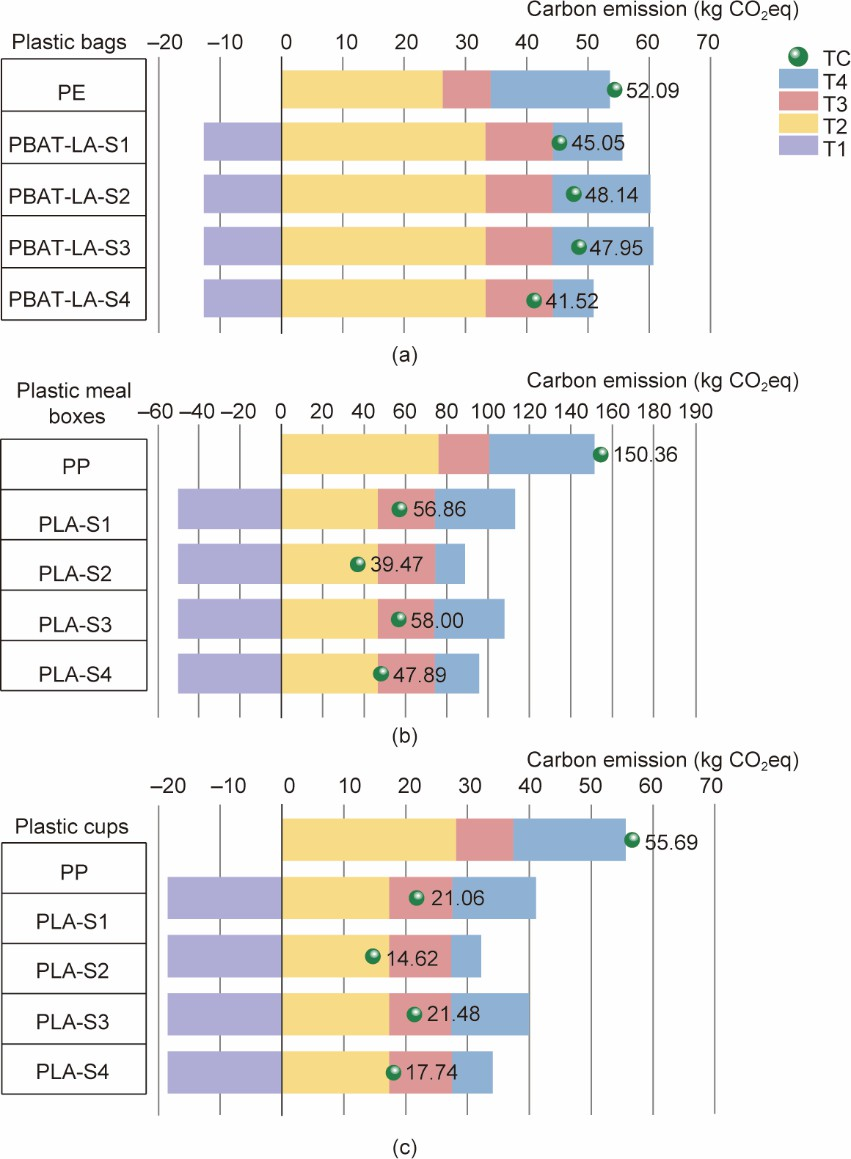 Carbon emission (kg CO₂eq)
Plastic bags –20 –10 0 10 20 30 40 50 60 70
TC
T4
T3
T2
T1
PE 52.09
PBAT-LA-S1 45.05
PBAT-LA-S2 48.14
PBAT-LA-S3 47.95
PBAT-LA-S4 41.52
(a)
Carbon emission (kg CO₂eq)
Plastic meal
boxes
–60 –40 –20 0 20 40 60 80 100 120 140 160 180 190
PP 150.36
PLA-S1 56.86
PLA-S2 39.47
PLA-S3 58.00
PLA-S4 47.89
(b)
Carbon emission (kg CO₂eq)
–20 –10 0 10 20 30 40 50 60 70
Plastic cups
PP 55.69
PLA-S1 21.06
PLA-S2 14.62
PLA-S3 21.48
PLA-S4 17.74
(c)